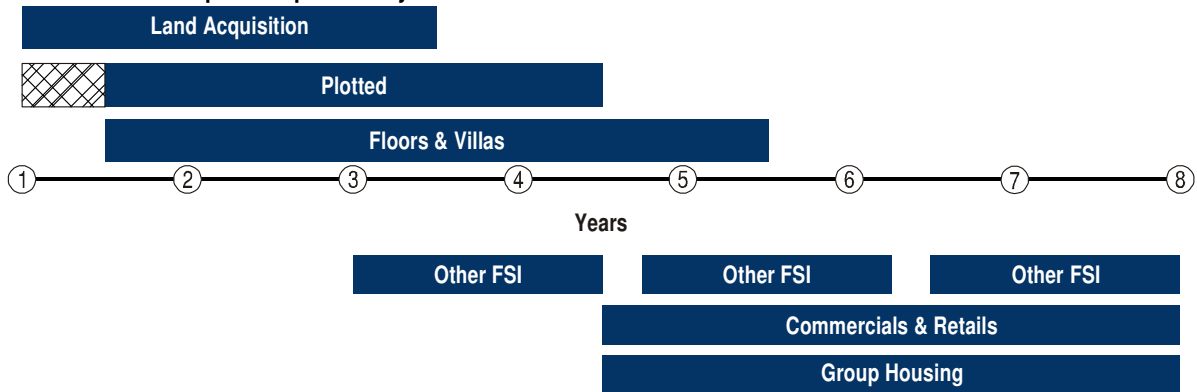 Land Acquisition
Plotted
Floors & Villas
1 2 3 4 5 6 7 8
Years
Other FSI Other FSI Other FSI
Commercials & Retails
Group Housing